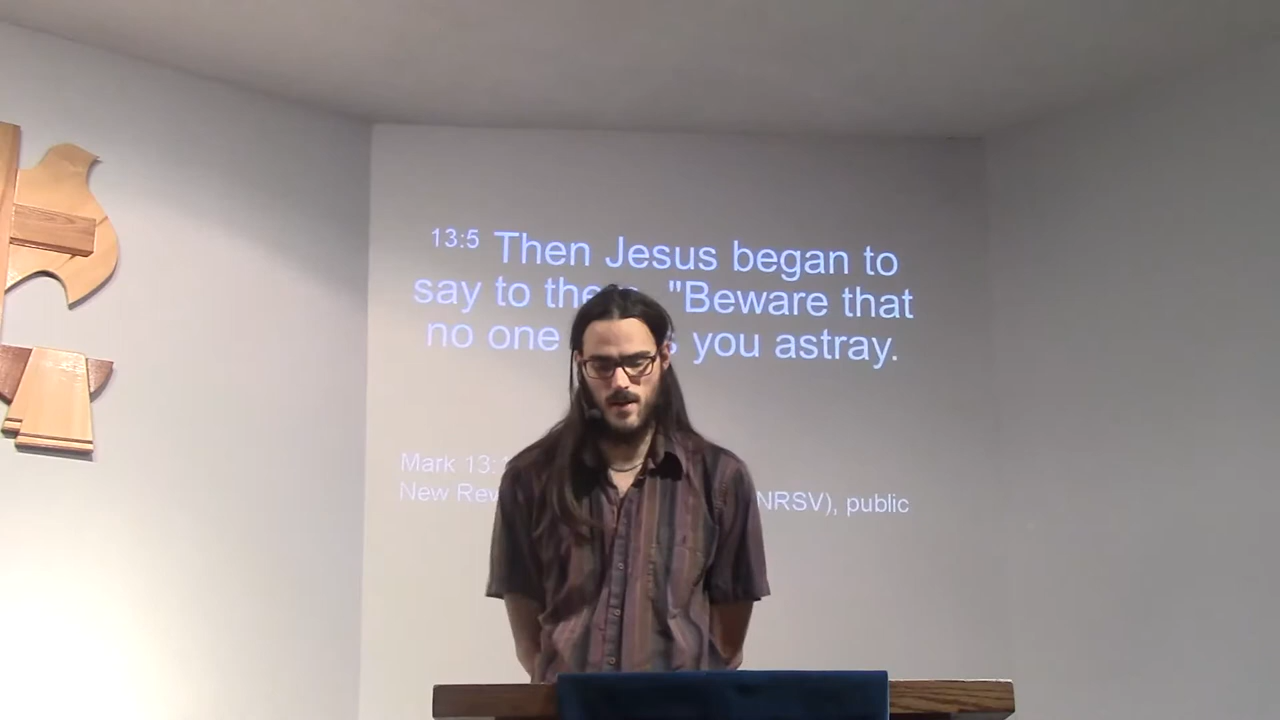 13:5 Then Jesus began to
say to "Beware that
no one you astray.
Mark
New NRSV), public